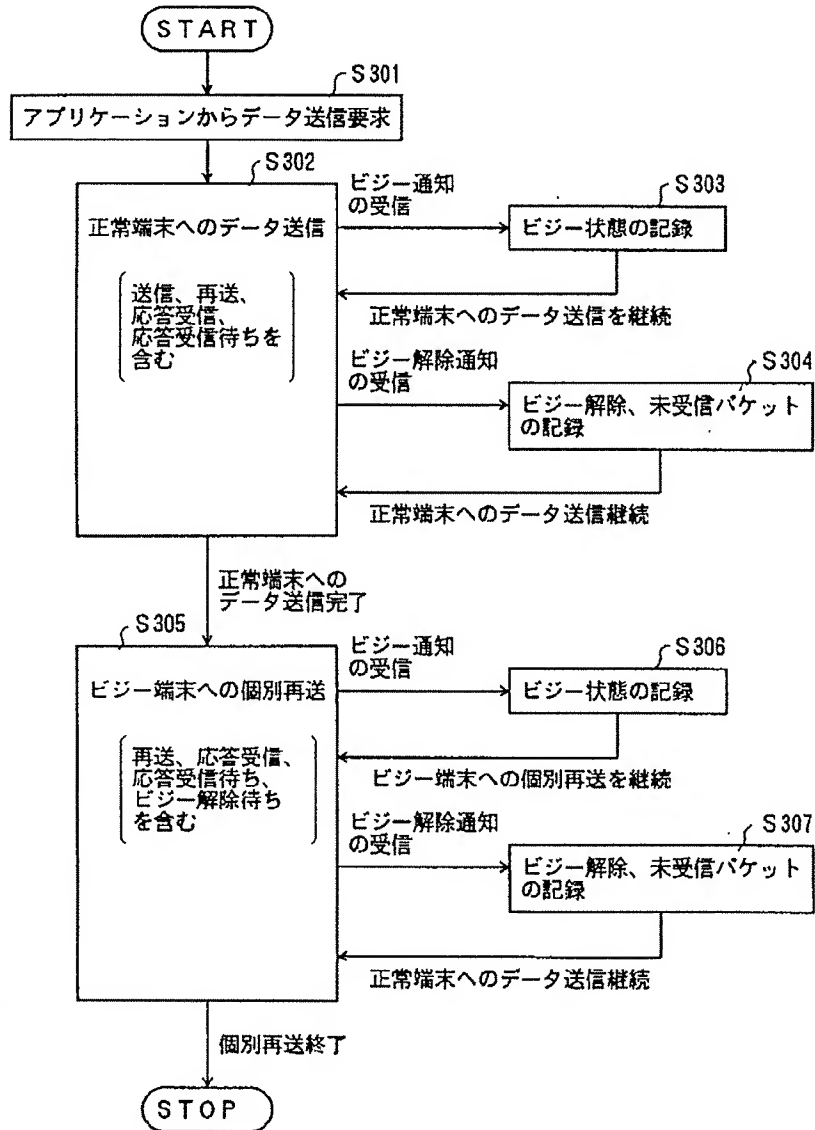 START
S301
アプリケーションからデータ送信要求
S302
正常端末へのデータ送信
送信、再送、
応答受信、
応答受信待ちを
含む
ビジー通知
の受信
S303
ビジー状態の記録
正常端末へのデータ送信を継続
ビジー解除通知
の受信
S304
ビジー解除、未受信パケット
の記録
正常端末へのデータ送信継続
正常端末への
データ送信完了
S305
ビジー端末への個別再送
再送、応答受信、
応答受信待ち、
ビジー解除待ち
を含む
ビジー通知
の受信
S306
ビジー状態の記録
ビジー端末への個別再送を継続
ビジー解除通知
の受信
S307
ビジー解除、未受信パケット
の記録
正常端末へのデータ送信継続
個別再送終了
STOP